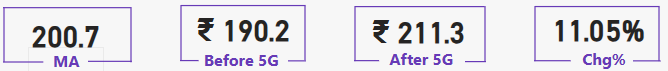 200.7
MA
₹ 190.2
Before 5G
₹ 211.3
After 5G
11.05%
Chg%